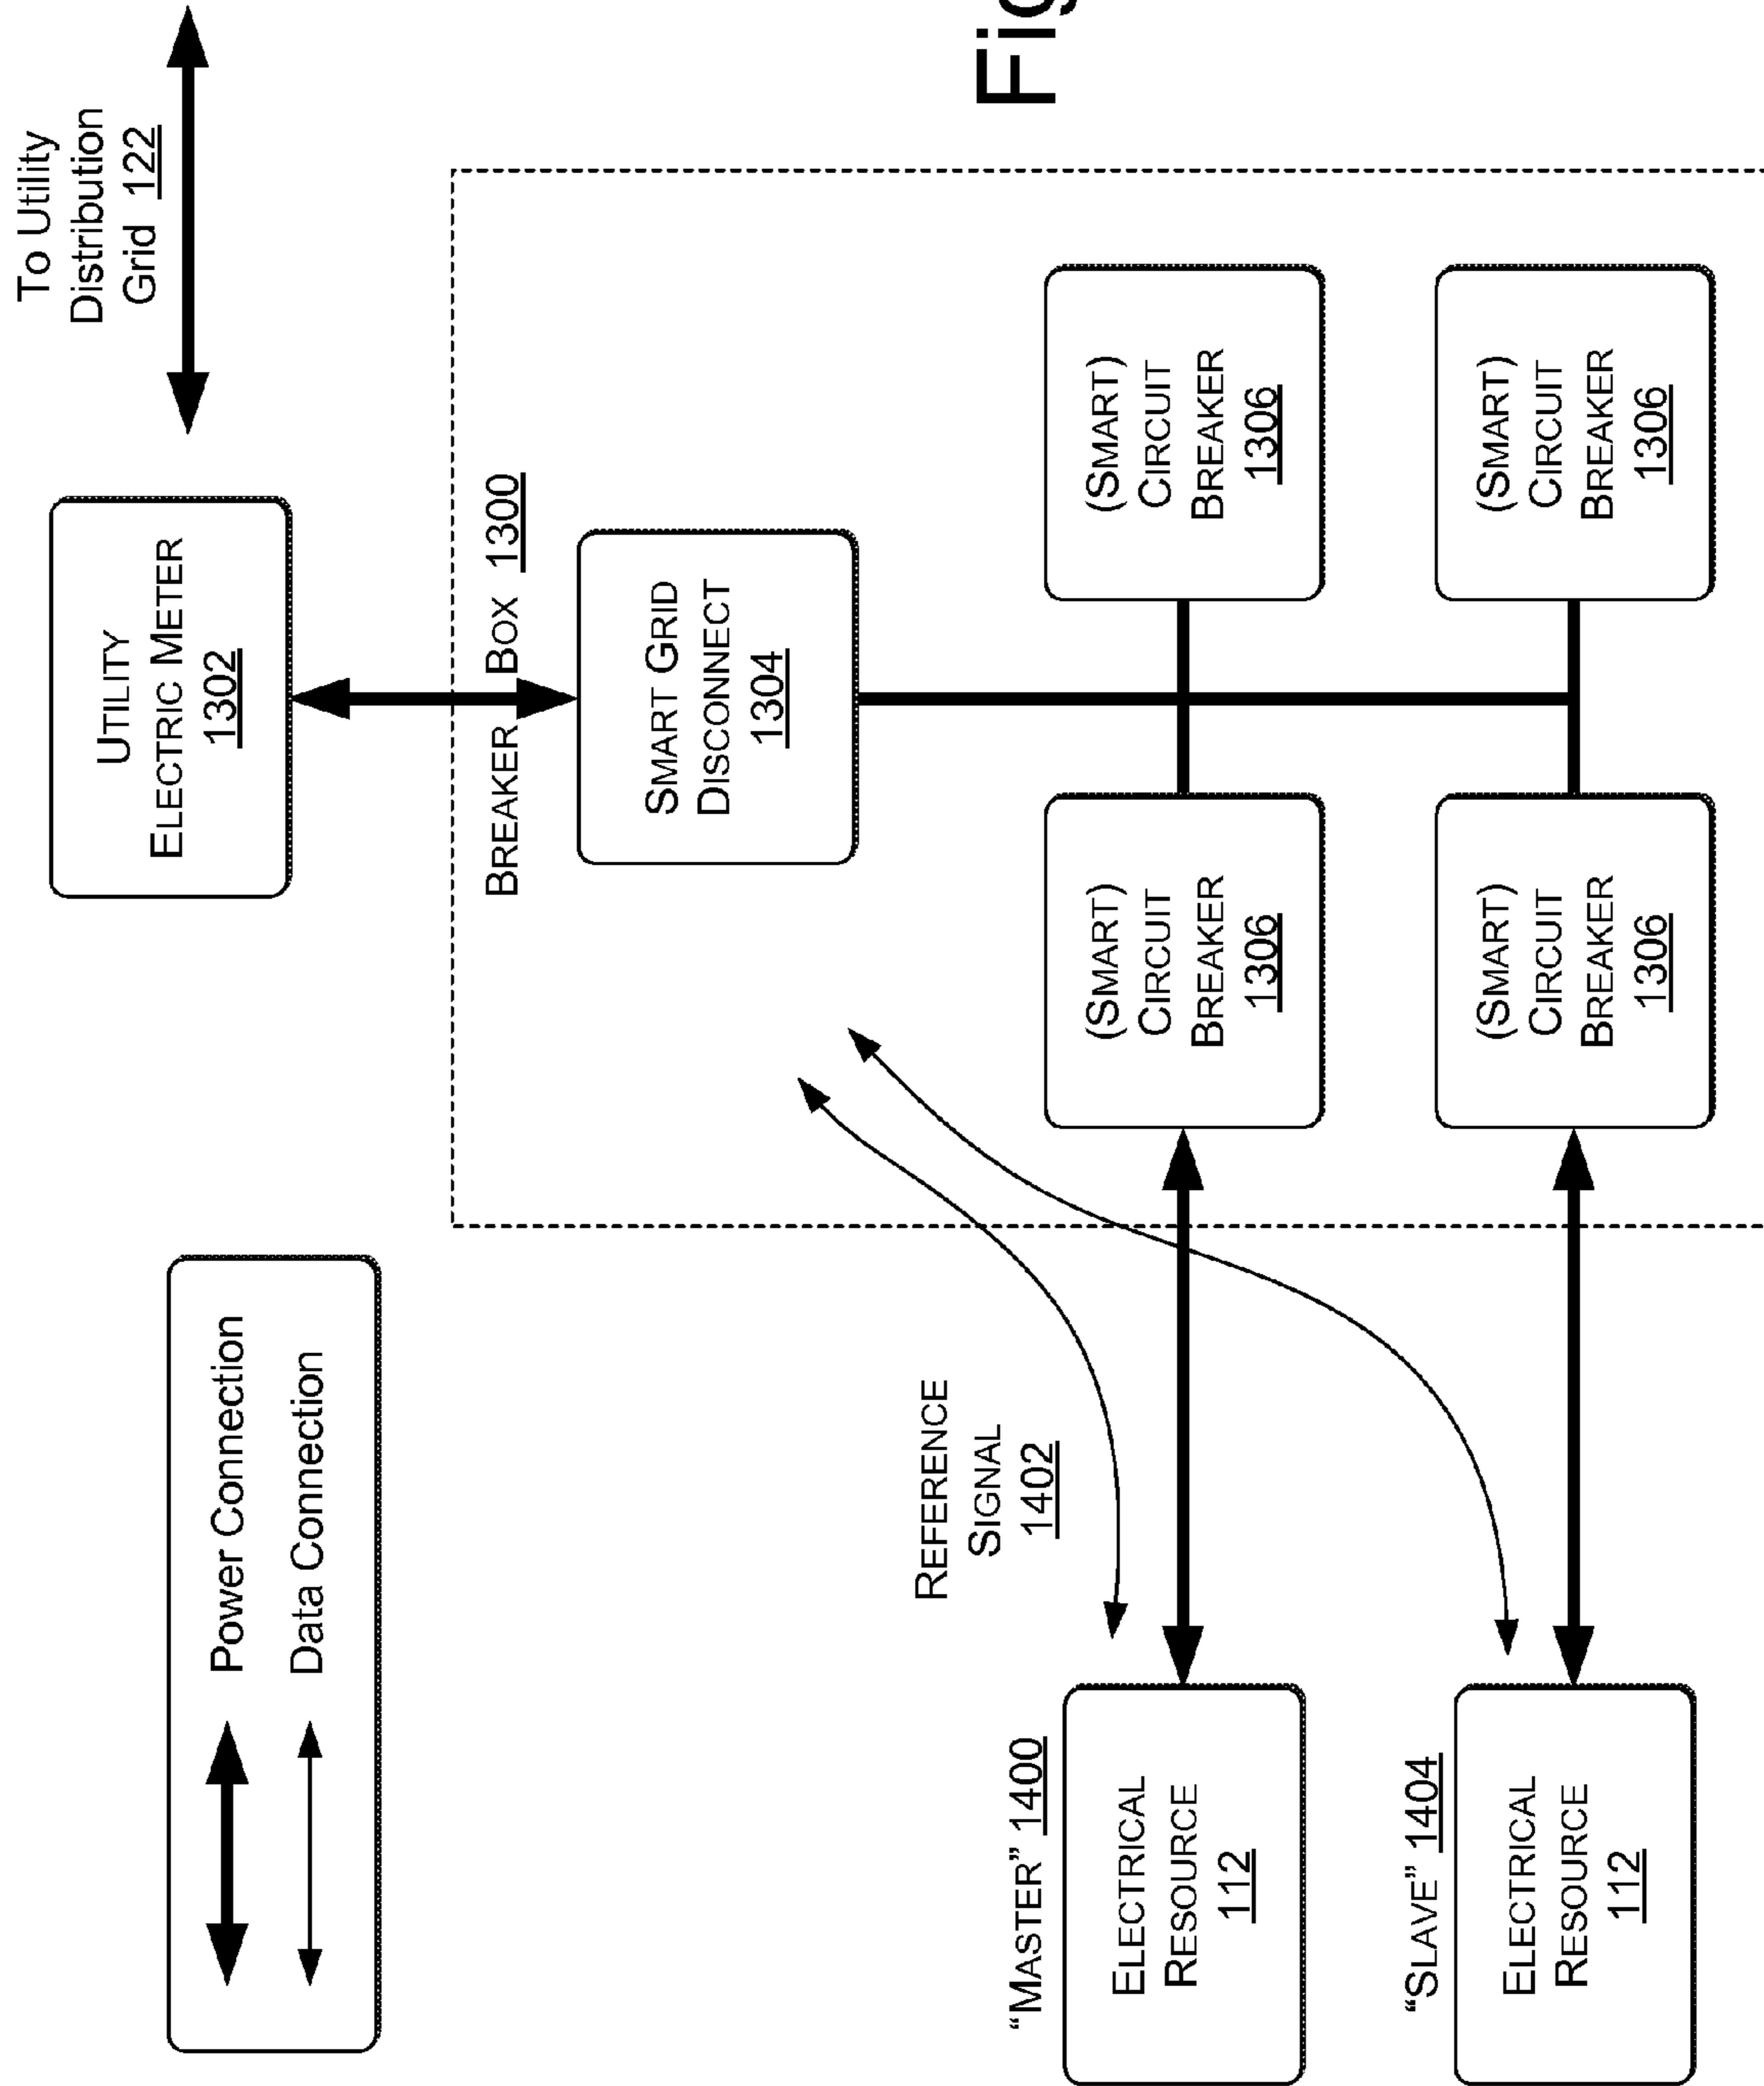 Power Connection
Data Connection
UTILITY
ELECTRIC METER
1302
To Utility
Distribution
Grid 122
BREAKER BOX 1300
SMART GRID
DISCONNECT
1304
REFERENCE
SIGNAL
1402
"MASTER" 1400
ELECTRICAL
RESOURCE
112
(SMART)
CIRCUIT
BREAKER
1306
(SMART)
CIRCUIT
BREAKER
1306
"SLAVE" 1404
ELECTRICAL
RESOURCE
112
(SMART)
CIRCUIT
BREAKER
1306
(SMART)
CIRCUIT
BREAKER
1306
Fig